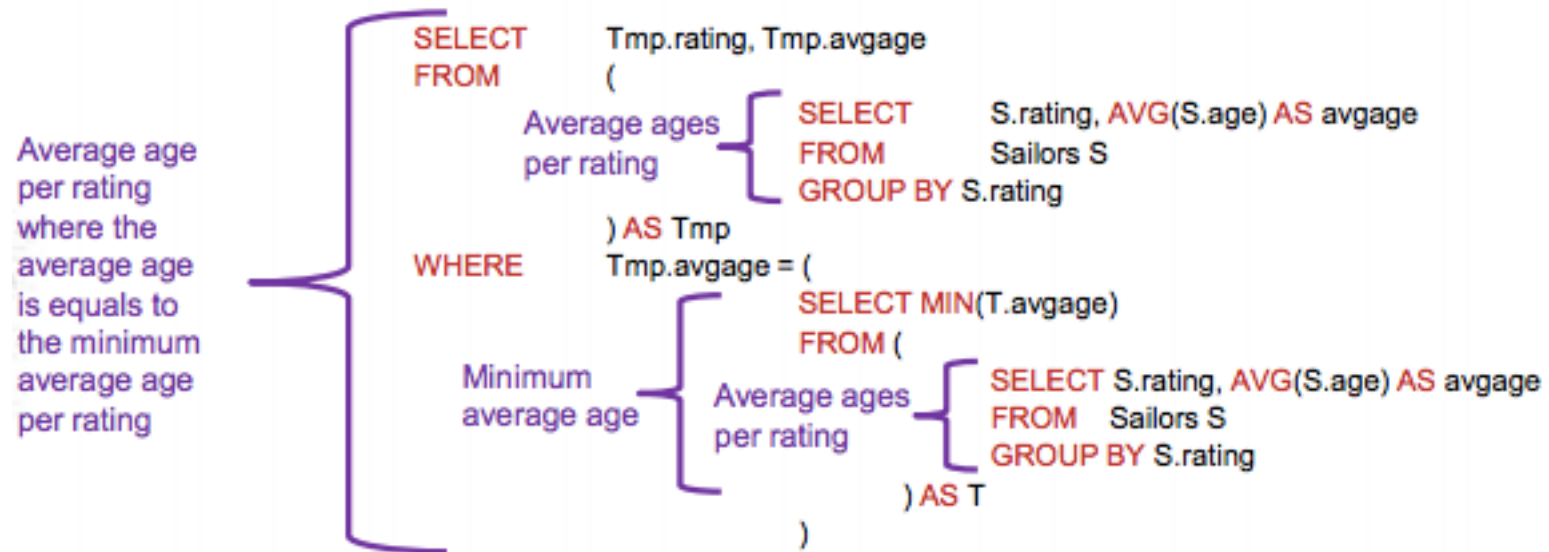 SELECT Tmp.rating, Tmp.avgage
FROM (
Average ages
per rating
SELECT S.rating, AVG(S.age) AS avgage
FROM Sailors S
GROUP BY S.rating
) AS Tmp
WHERE Tmp.avgage = (
SELECT MIN(T.avgage)
FROM (
Minimum
average age
Average ages
per rating
SELECT S.rating, AVG(S.age) AS avgage
FROM Sailors S
GROUP BY S.rating
) AS T
)
Average age
per rating
where the
average age
is equals to
the minimum
average age
per rating